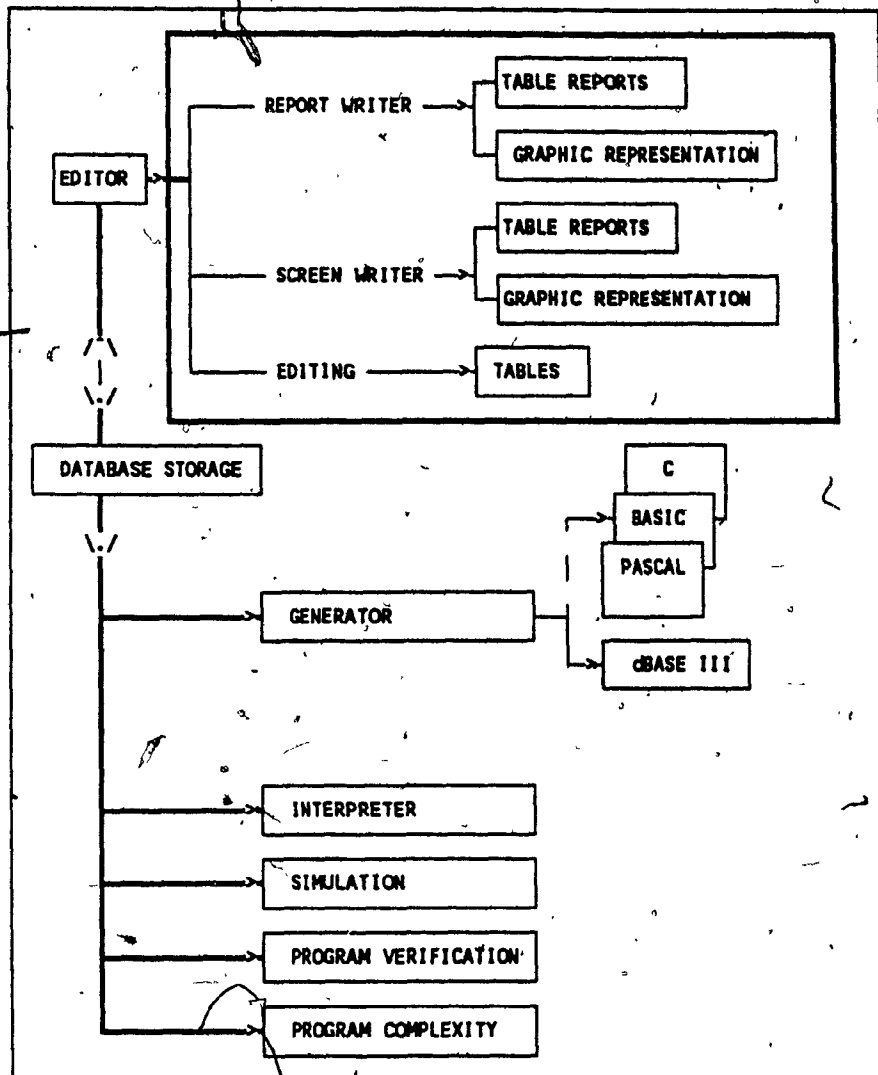 TABLE REPORTS
REPORT WRITER
GRAPHIC REPRESENTATION
EDITOR
TABLE REPORTS
SCREEN WRITER
GRAPHIC REPRESENTATION
EDITING
TABLES
DATABASE STORAGE
C
BASIC
PASCAL
GENERATOR
dBASE III
INTERPRETER
SIMULATION
PROGRAM VERIFICATION
PROGRAM COMPLEXITY